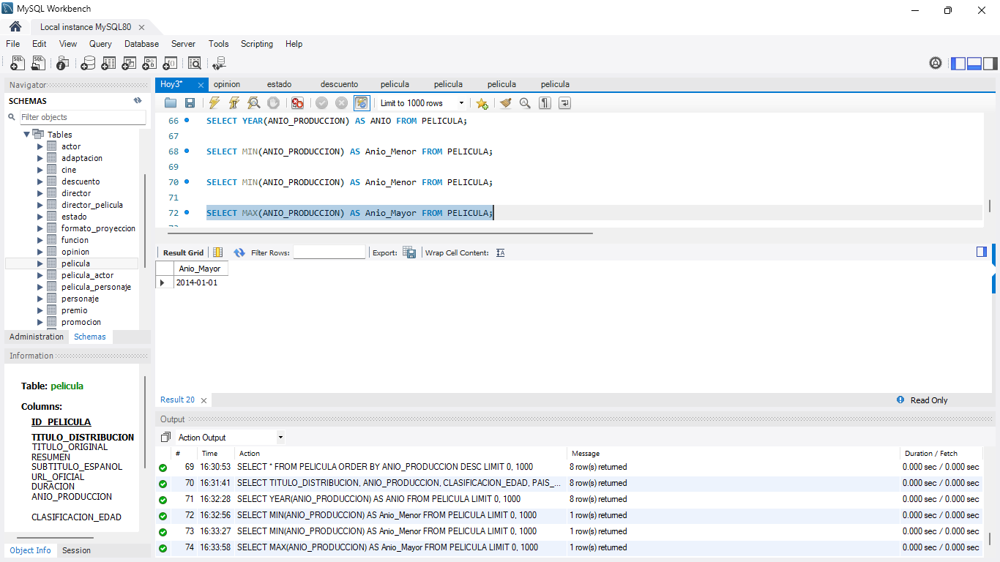 MySQL Workbench
Local instance MySQL80
File Edit View Query Database Server Tools Scripting Help
Navigator
SCHEMAS
Filter objects
Tables
actor
adaptacion
cine
descuento
director
director_pelicula
estado
formato_proyeccion
funcion
opinion
pelicula
pelicula_actor
pelicula_personaje
personaje
premio
promocion
Administration Schemas
Information
Table: pelicula
Columns:
ID_PELICULA
TITULO_DISTRIBUCION
TITULO_ORIGINAL
RESUMEN
SUBTITULO_ESPANOL
URL_OFICIAL
DURACION
ANIO_PRODUCCION
CLASIFICACION_EDAD
Object Info Session
Hoy3* opinion estado descuento pelicula pelicula pelicula pelicula
Limit to 1000 rows
66 SELECT YEAR(ANIO_PRODUCCION) AS ANIO FROM PELICULA;
67
68 SELECT MIN(ANIO_PRODUCCION) AS Anio_Menor FROM PELICULA;
69
70 SELECT MIN(ANIO_PRODUCCION) AS Anio_Menor FROM PELICULA;
71
72 SELECT MAX(ANIO_PRODUCCION) AS Anio_Mayor FROM PELICULA;
Result Grid Filter Rows: Export: Wrap Cell Content:
Anio_Mayor
2014-01-01
Result 20
Read Only
Output
Action Output
# Time Action Message Duration / Fetch
69 16:30:53 SELECT * FROM PELICULA ORDER BY ANIO_PRODUCCION DESC LIMIT 0, 1000 8 row(s) returned 0.000 sec / 0.000 sec
70 16:31:41 SELECT TITULO_DISTRIBUCION, ANIO_PRODUCCION, CLASIFICACION_EDAD, PAIS_... 8 row(s) returned 0.000 sec / 0.000 sec
71 16:32:28 SELECT YEAR(ANIO_PRODUCCION) AS ANIO FROM PELICULA LIMIT 0, 1000 8 row(s) returned 0.000 sec / 0.000 sec
72 16:32:56 SELECT MIN(ANIO_PRODUCCION) AS Anio_Menor FROM PELICULA LIMIT 0, 1000 1 row(s) returned 0.000 sec / 0.000 sec
73 16:33:27 SELECT MIN(ANIO_PRODUCCION) AS Anio_Menor FROM PELICULA LIMIT 0, 1000 1 row(s) returned 0.000 sec / 0.000 sec
74 16:33:58 SELECT MAX(ANIO_PRODUCCION) AS Anio_Mayor FROM PELICULA LIMIT 0, 1000 1 row(s) returned 0.000 sec / 0.000 sec